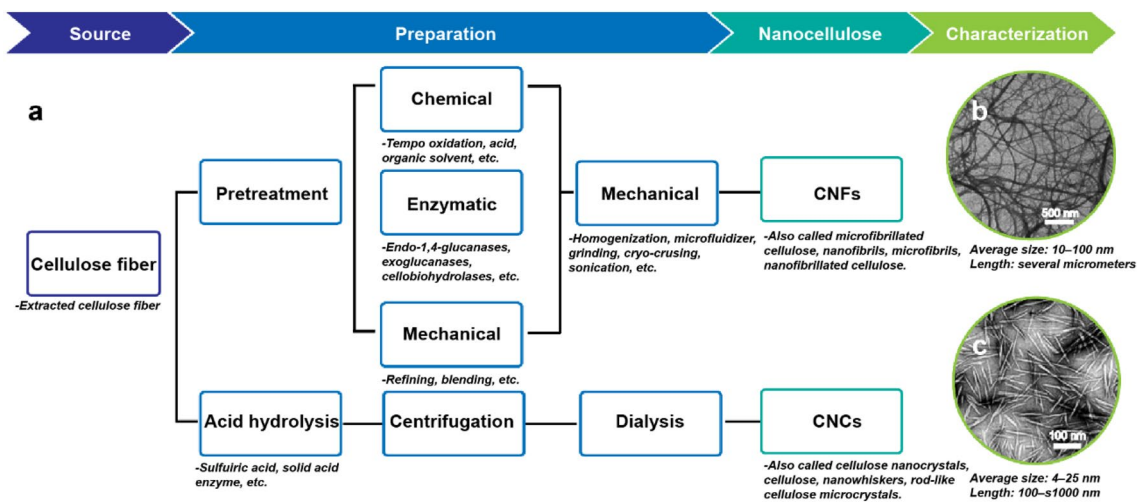 Source
Preparation
Nanocellulose
Characterization
a
Cellulose fiber
-Extracted cellulose fiber
Pretreatment
Chemical
-Tempo oxidation, acid,
organic solvent, etc.
Enzymatic
-Endo-1,4-glucanases,
exoglucanases,
cellobiohydrolases, etc.
Mechanical
-Refining, blending, etc.
Mechanical
-Homogenization, microfluidizer,
grinding, cryo-crusing,
sonication, etc.
CNFs
-Also called microfibrillated
cellulose, nanofibrils, microfibrils,
nanofibrillated cellulose.
b
500 nm
Average size: 10–100 nm
Length: several micrometers
Acid hydrolysis
-Sulfuiric acid, solid acid
enzyme, etc.
Centrifugation
Dialysis
CNCs
-Also called cellulose nanocrystals,
cellulose, nanowhiskers, rod-like
cellulose microcrystals.
c
100 nm
Average size: 4–25 nm
Length: 100–s1000 nm